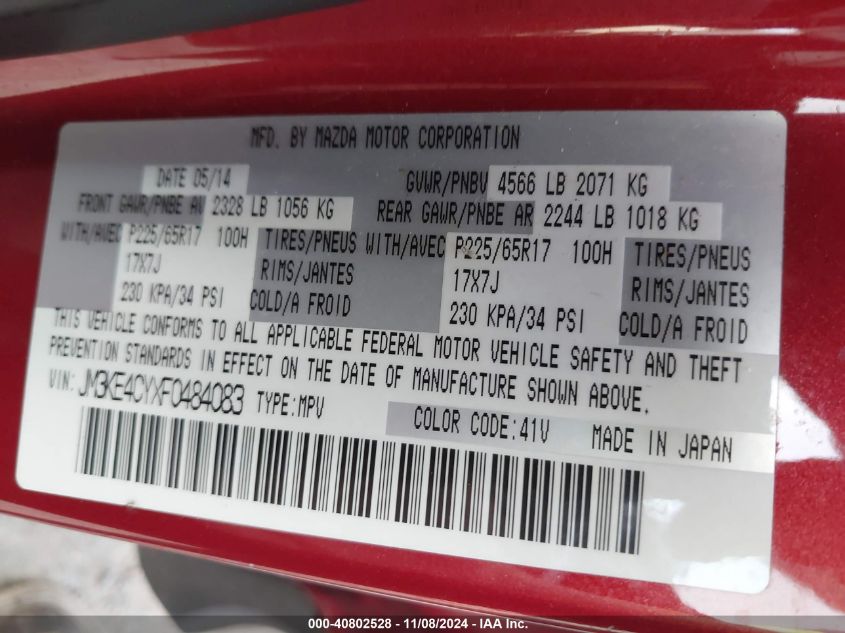 MFD. BY MAZDA MOTOR CORPORATION
DATE 05/14 GVWR/PNBV 4566 LB 2071 KG
FRONT GAWR/PNBE AV 2328 LB 1056 KG REAR GAWR/PNBE AR 2244 LB 1018 KG
WITH/AVEC P225/65R17 100H TIRES/PNEUS WITH/AVEC P225/65R17 100H TIRES/PNEUS
17X7J RIMS/JANTES 17X7J RIMS/JANTES
230 KPA/34 PSI COLD/A FROID 230 KPA/34 PSI COLD/A FROID
THIS VEHICLE CONFORMS TO ALL APPLICABLE FEDERAL MOTOR VEHICLE SAFETY AND THEFT
PREVENTION STANDARDS IN EFFECT ON THE DATE OF MANUFACTURE SHOWN ABOVE.
VIN: JM3KE4CYXF0484083 TYPE:MPV
COLOR CODE:41V MADE IN JAPAN
000-40802528 - 11/08/2024 - IAA Inc.